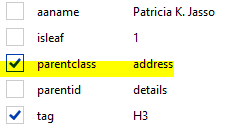 aaname Patricia K. Jasso
isleaf 1
parentclass address
parentid details
tag H3